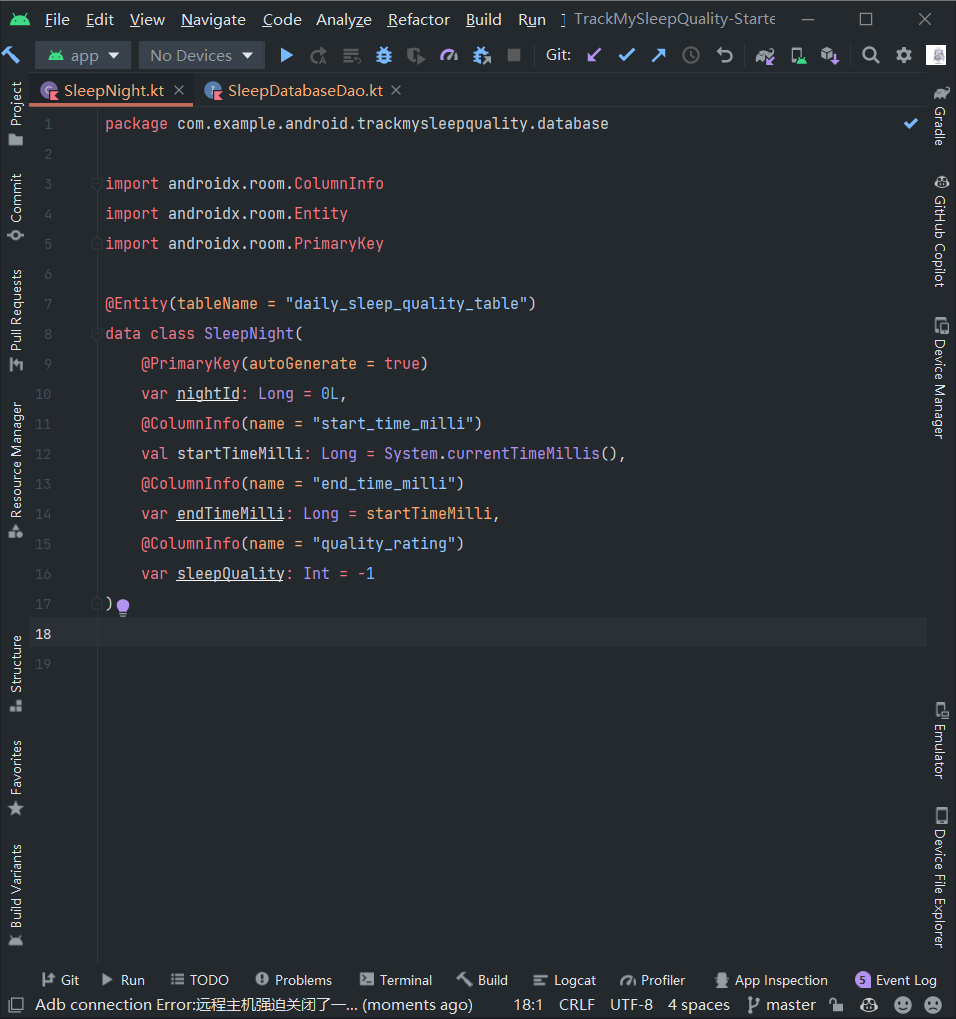 File Edit View Navigate Code Analyze Refactor Build Run TrackMySleepQuality-Starte
app No Devices Git:
SleepNight.kt SleepDatabaseDao.kt
1 package com.example.android.trackmysleepquality.database
2
3 import androidx.room.ColumnInfo
4 import androidx.room.Entity
5 import androidx.room.PrimaryKey
6
7 @Entity(tableName = "daily_sleep_quality_table")
8 data class SleepNight(
9 @PrimaryKey(autoGenerate = true)
10 var nightId: Long = 0L,
11 @ColumnInfo(name = "start_time_milli")
12 val startTimeMilli: Long = System.currentTimeMillis(),
13 @ColumnInfo(name = "end_time_milli")
14 var endTimeMilli: Long = startTimeMilli,
15 @ColumnInfo(name = "quality_rating")
16 var sleepQuality: Int = -1
17 )
18
19
Project
Commit
Pull Requests
Resource Manager
Structure
Favorites
Build Variants
Gradle
GitHub Copilot
Device Manager
Emulator
Device File Explorer
Git Run TODO Problems Terminal Build Logcat Profiler App Inspection 5 Event Log
Adb connection Error:远程主机强迫关闭了一... (moments ago) 18:1 CRLF UTF-8 4 spaces master